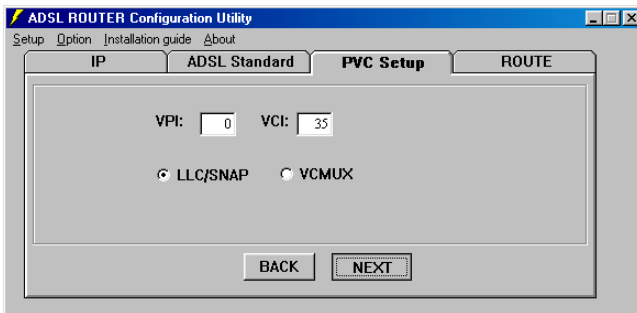 ADSL ROUTER Configuration Utility
Setup Option Installation guide About
IP ADSL Standard PVC Setup ROUTE
VPI: 0 VCI: 35
LLC/SNAP VCMUX
BACK NEXT